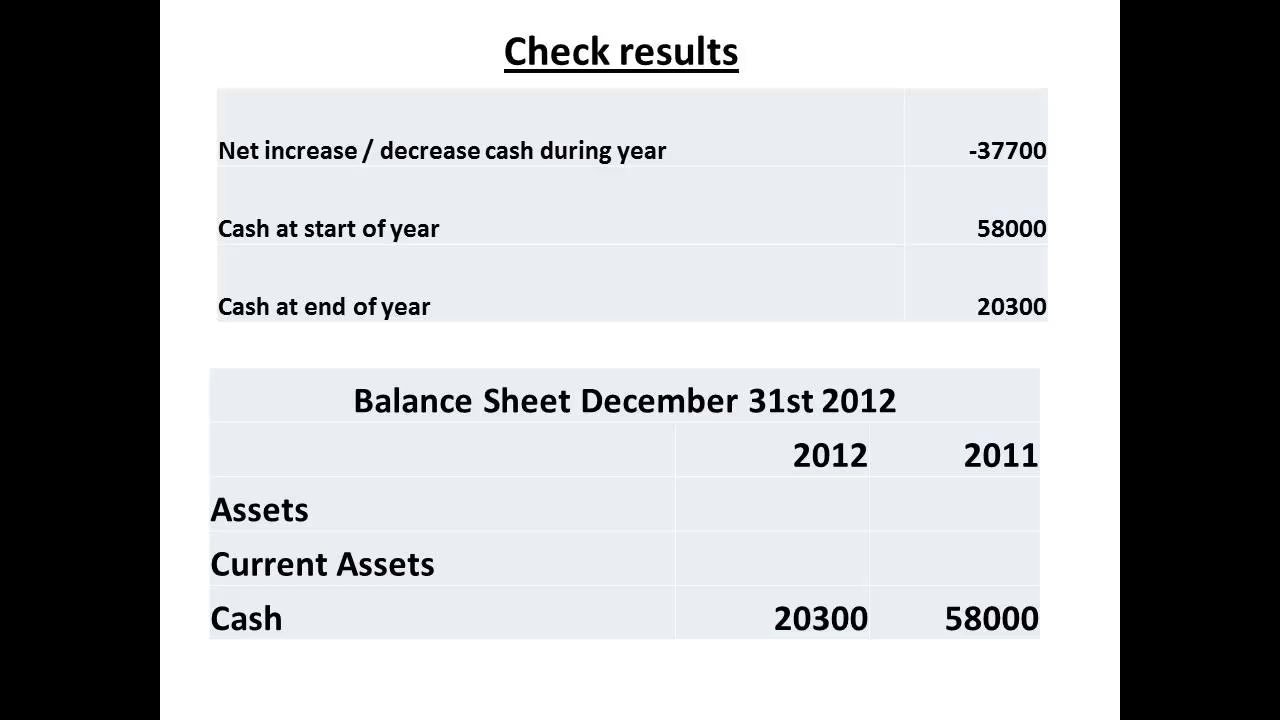 Check results
Net increase / decrease cash during year -37700
Cash at start of year 58000
Cash at end of year 20300
Balance Sheet December 31st 2012
2012 2011
Assets
Current Assets
Cash 20300 58000